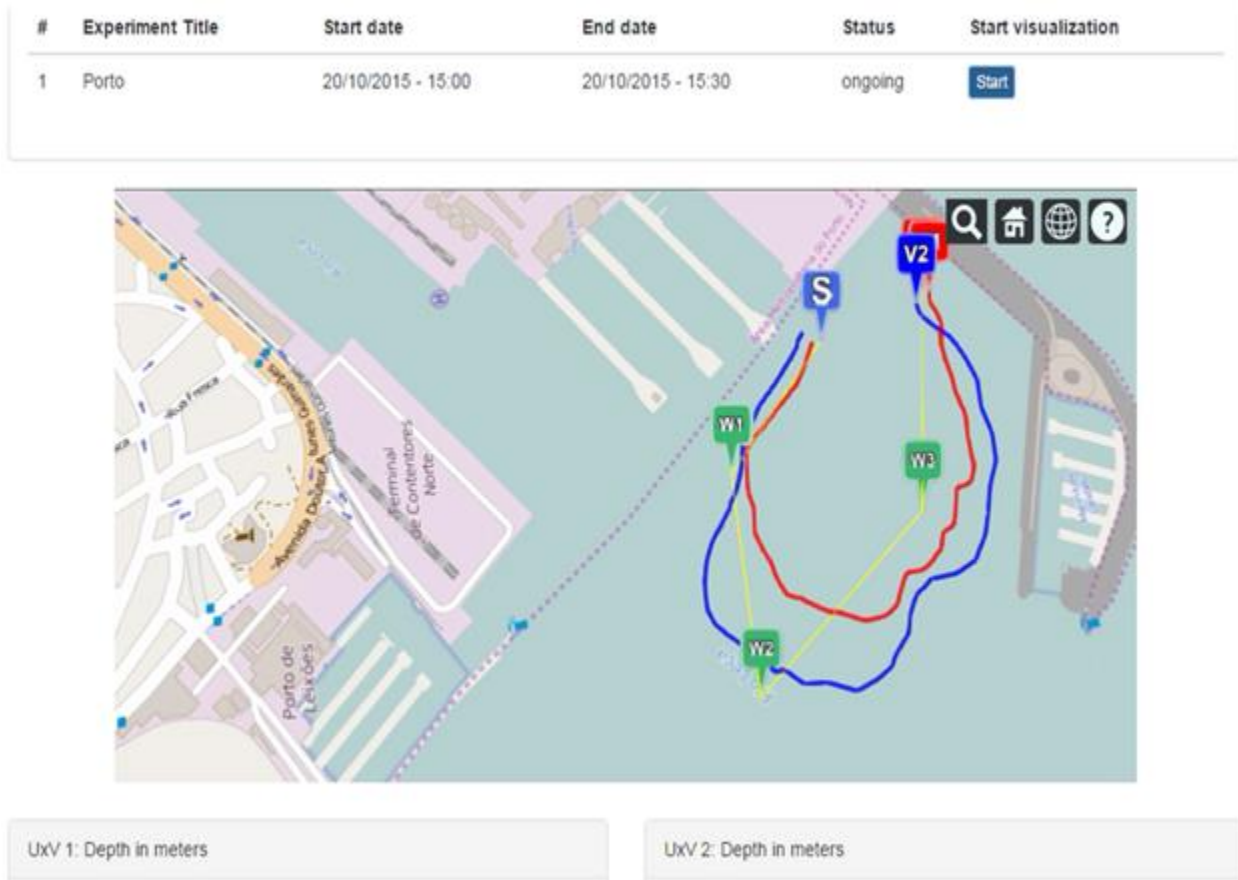 # Experiment Title Start date End date Status Start visualization
1 Porto 20/10/2015 - 15:00 20/10/2015 - 15:30 ongoing Start
V2
?
S
W1
Rua Fresca
W3
Terminal
de Contentores
Norte
W2
Porto de
Leixões
UxV 1: Depth in meters
UxV 2: Depth in meters